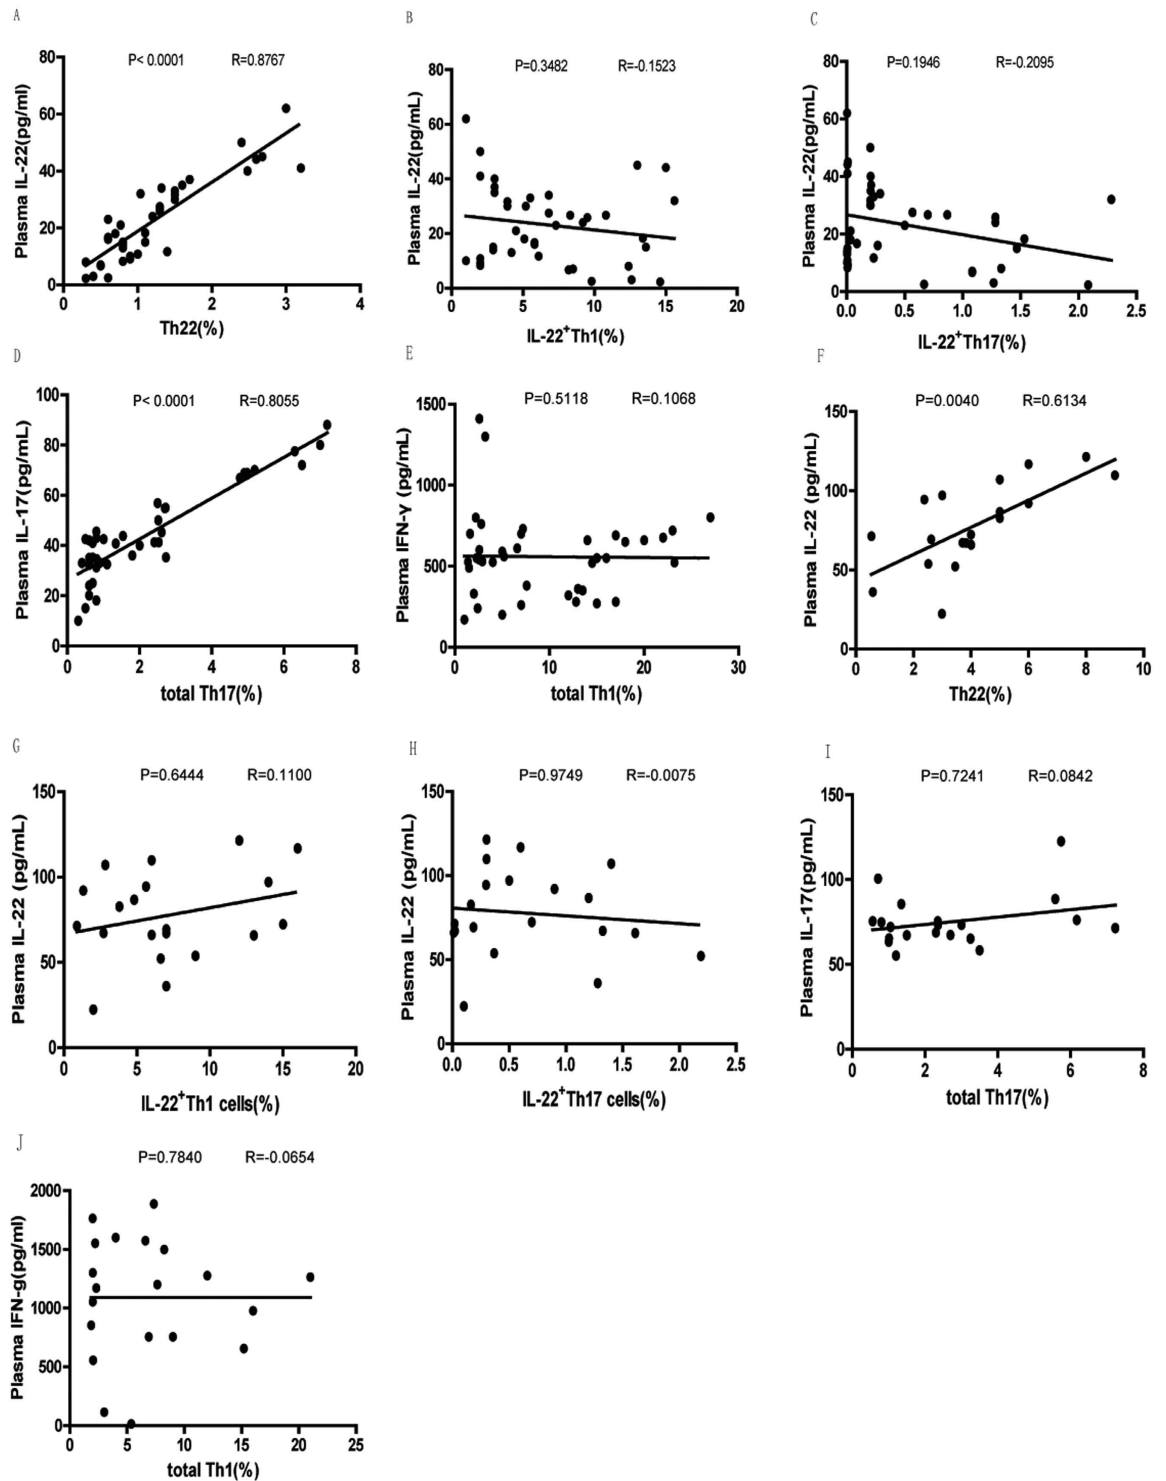 A
P< 0.0001 R=0.8767
Plasma IL-22(pg/ml)
80
60
40
20
0
0 1 2 3 4
Th22(%)
B
P=0.3482 R=-0.1523
Plasma IL-22(pg/mL)
80
60
40
20
0
0 5 10 15 20
IL-22+Th1(%)
C
P=0.1946 R=-0.2095
Plasma IL-22(pg/mL)
80
60
40
20
0
0.0 0.5 1.0 1.5 2.0 2.5
IL-22+Th17(%)
D
P< 0.0001 R=0.8055
Plasma IL-17(pg/mL)
100
80
60
40
20
0
0 2 4 6 8
total Th17(%)
E
P=0.5118 R=0.1068
Plasma IFN-γ (pg/mL)
1500
1000
500
0
0 10 20 30
total Th1(%)
F
P=0.0040 R=0.6134
Plasma IL-22 (pg/mL)
150
100
50
0
0 2 4 6 8 10
Th22(%)
G
P=0.6444 R=0.1100
Plasma IL-22 (pg/mL)
150
100
50
0
0 5 10 15 20
IL-22+Th1 cells(%)
H
P=0.9749 R=-0.0075
Plasma IL-22 (pg/mL)
150
100
50
0
0.0 0.5 1.0 1.5 2.0 2.5
IL-22+Th17 cells(%)
I
P=0.7241 R=0.0842
Plasma IL-17(pg/mL)
150
100
50
0
0 2 4 6 8
total Th17(%)
J
P=0.7840 R=-0.0654
Plasma IFN-g(pg/ml)
2000
1500
1000
500
0
0 5 10 15 20 25
total Th1(%)